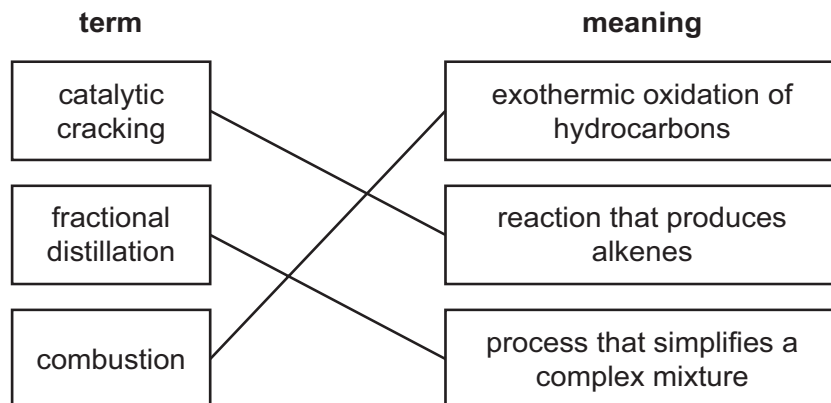 term
meaning
catalytic
cracking
exothermic oxidation of
hydrocarbons
fractional
distillation
reaction that produces
alkenes
combustion
process that simplifies a
complex mixture